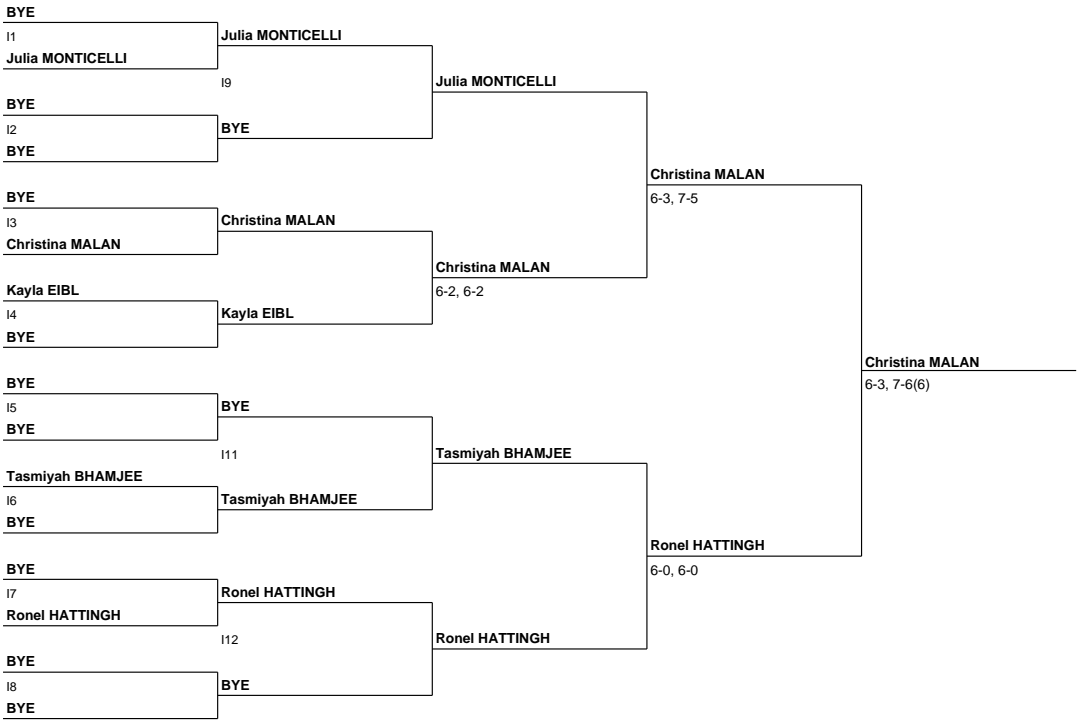 BYE
I1
Julia MONTICELLI
Julia MONTICELLI
I9
Julia MONTICELLI
BYE
I2
BYE
BYE
Christina MALAN
6-3, 7-5
BYE
I3
Christina MALAN
Christina MALAN
Christina MALAN
6-2, 6-2
Kayla EIBL
I4
BYE
Kayla EIBL
Christina MALAN
6-3, 7-6(6)
BYE
I5
BYE
BYE
I11
Tasmiyah BHAMJEE
Tasmiyah BHAMJEE
I6
BYE
Tasmiyah BHAMJEE
Ronel HATTINGH
6-0, 6-0
BYE
I7
Ronel HATTINGH
Ronel HATTINGH
I12
Ronel HATTINGH
BYE
I8
BYE
BYE